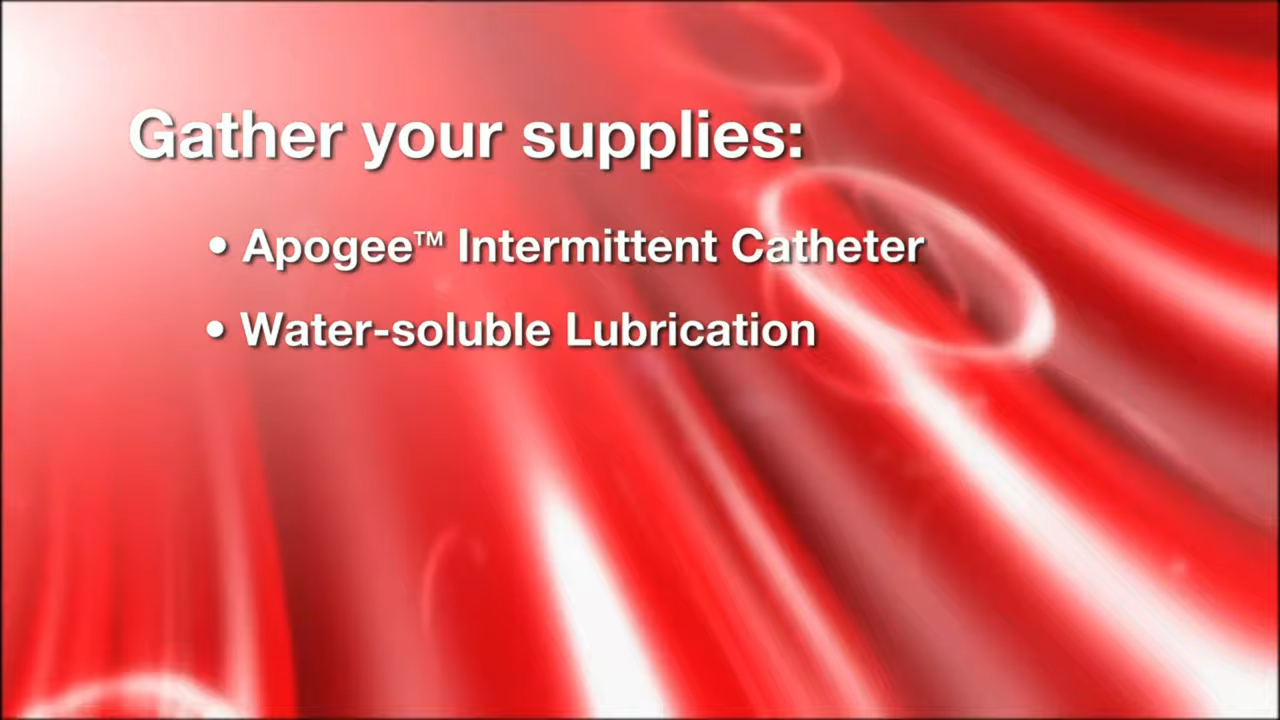 Gather your supplies:
• Apogee™ Intermittent Catheter
• Water-soluble Lubrication